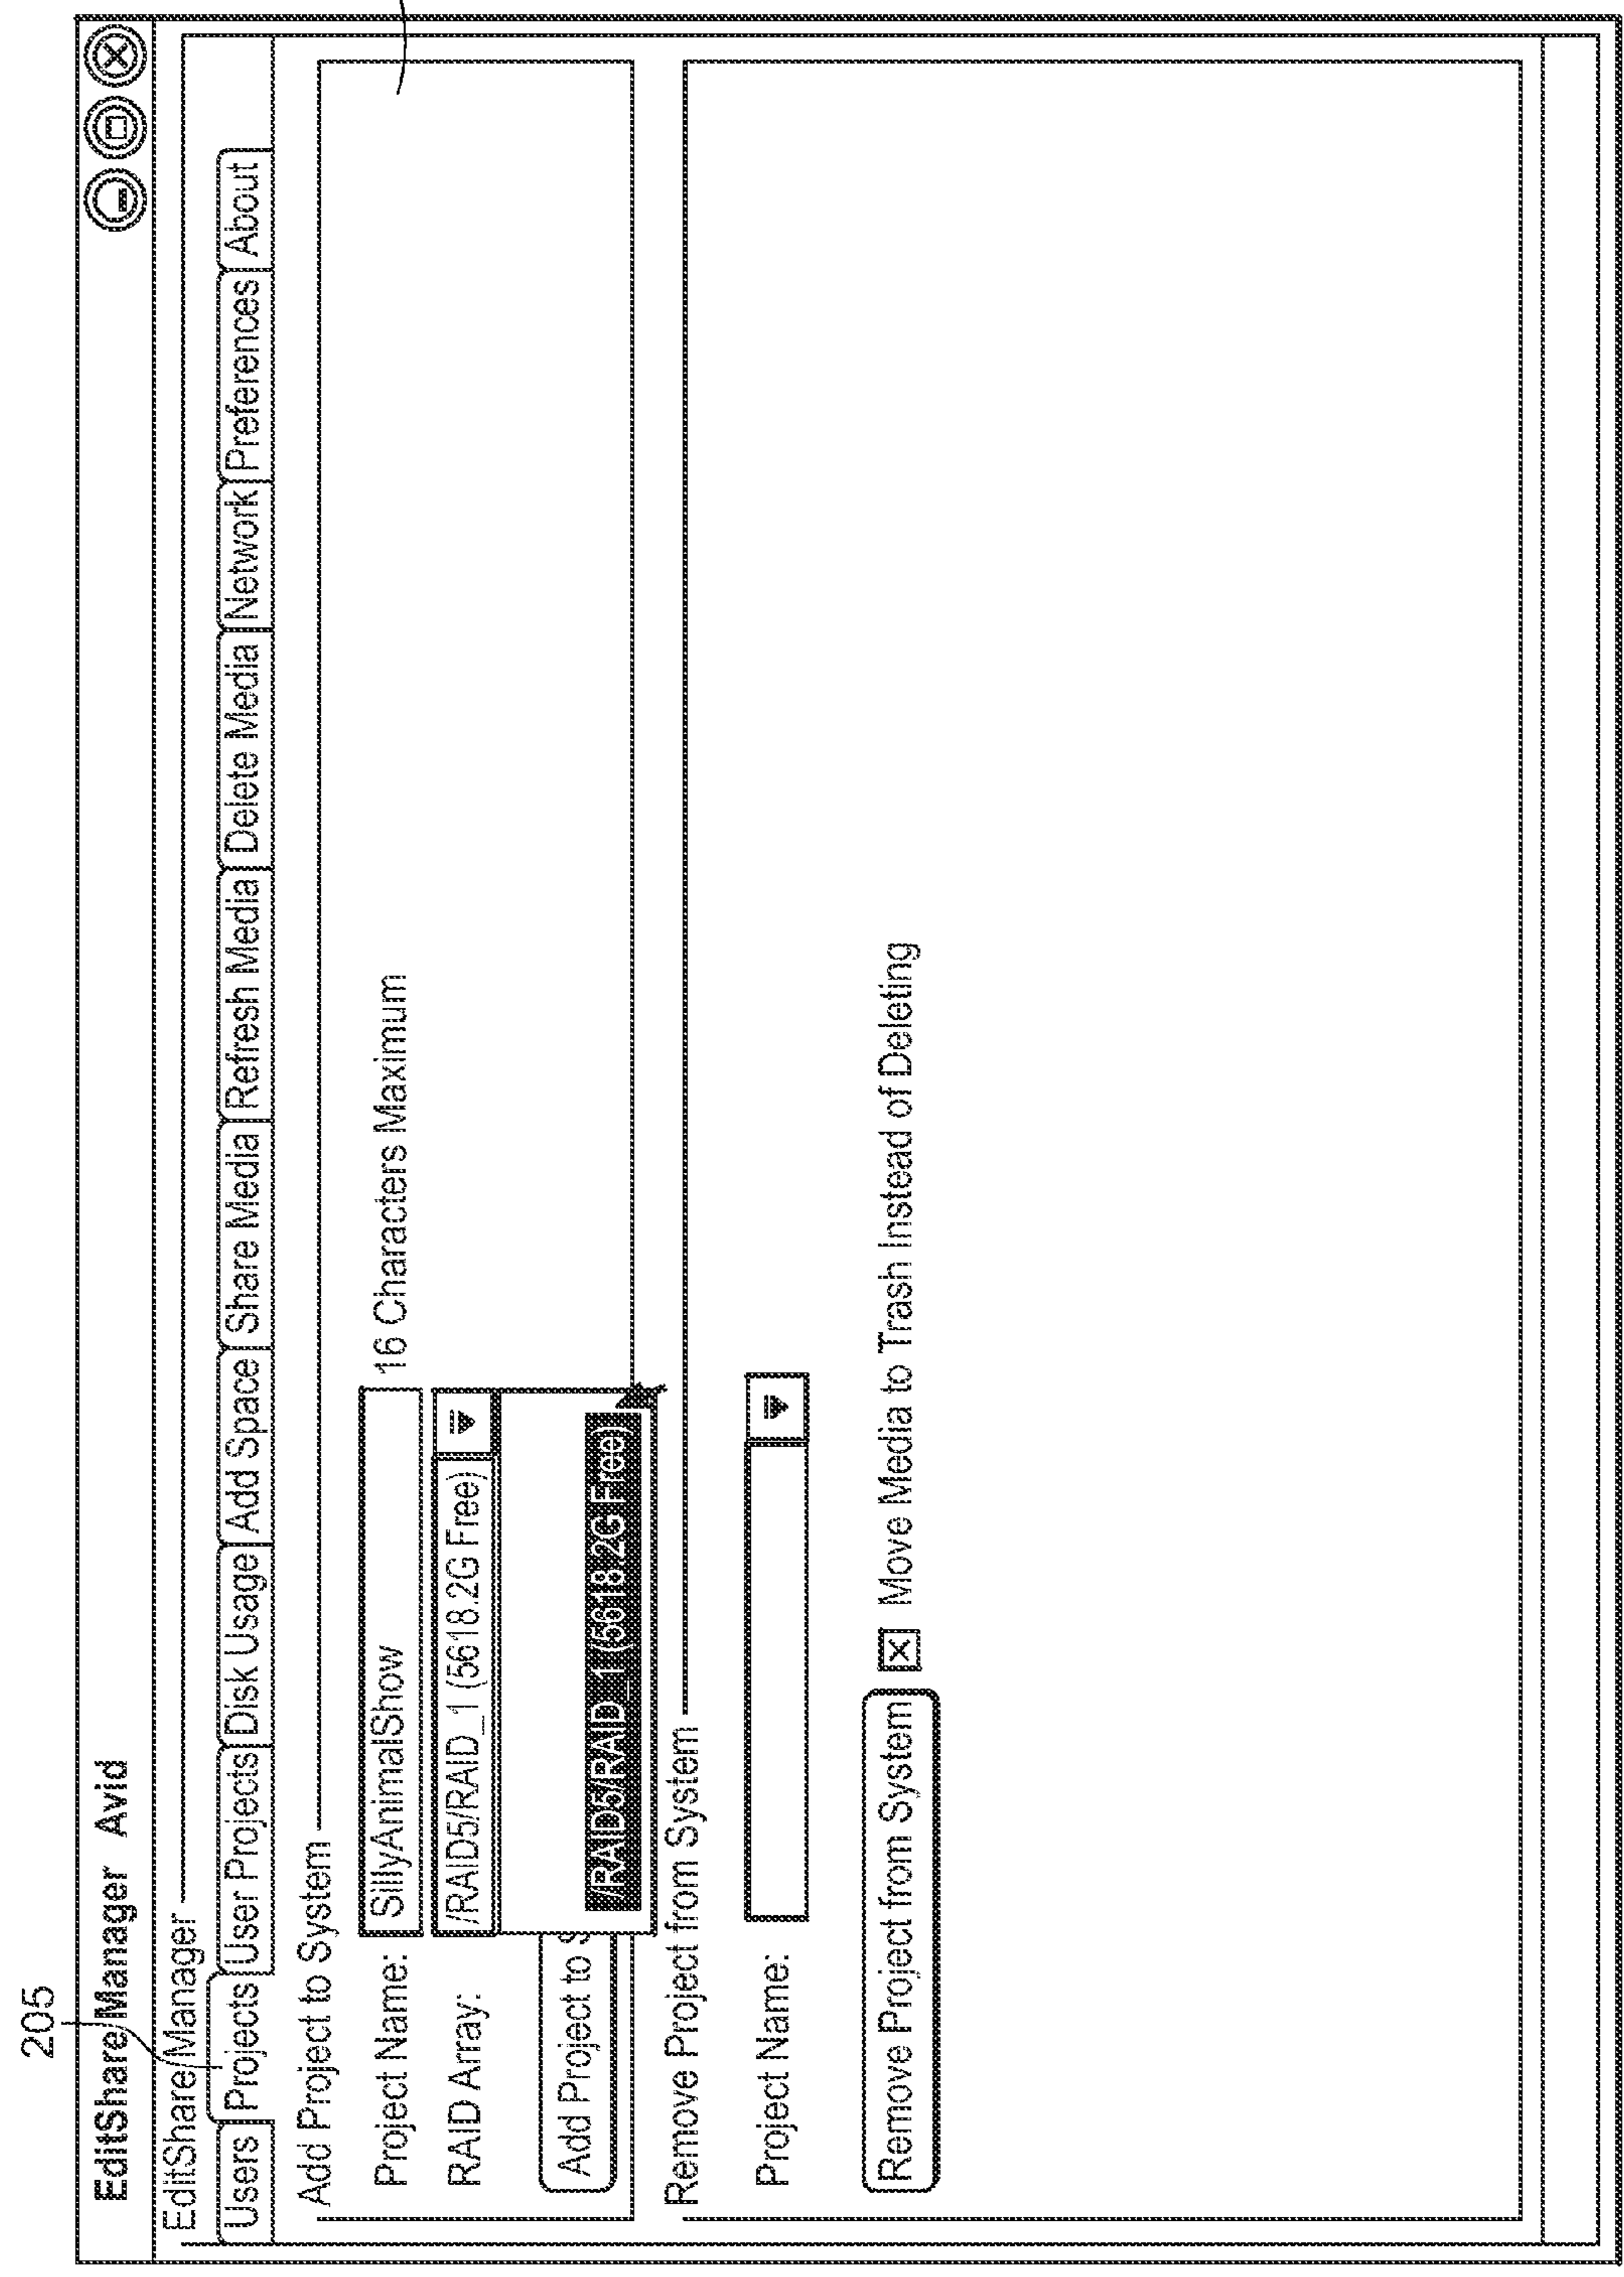 205
EditShare Manager Avid
EditShare Manager
Users Projects User Projects Disk Usage Add Space Share Media Refresh Media Delete Media Network Preferences About
Add Project to System
Project Name: SillyAnimalShow 16 Characters Maximum
RAID Array: /RAID5/RAID_1 (5618.2G Free)
/RAID5/RAID_1 (5618.2G Free)
Add Project to S
Remove Project from System
Project Name:
Remove Project from System Move Media to Trash Instead of Deleting